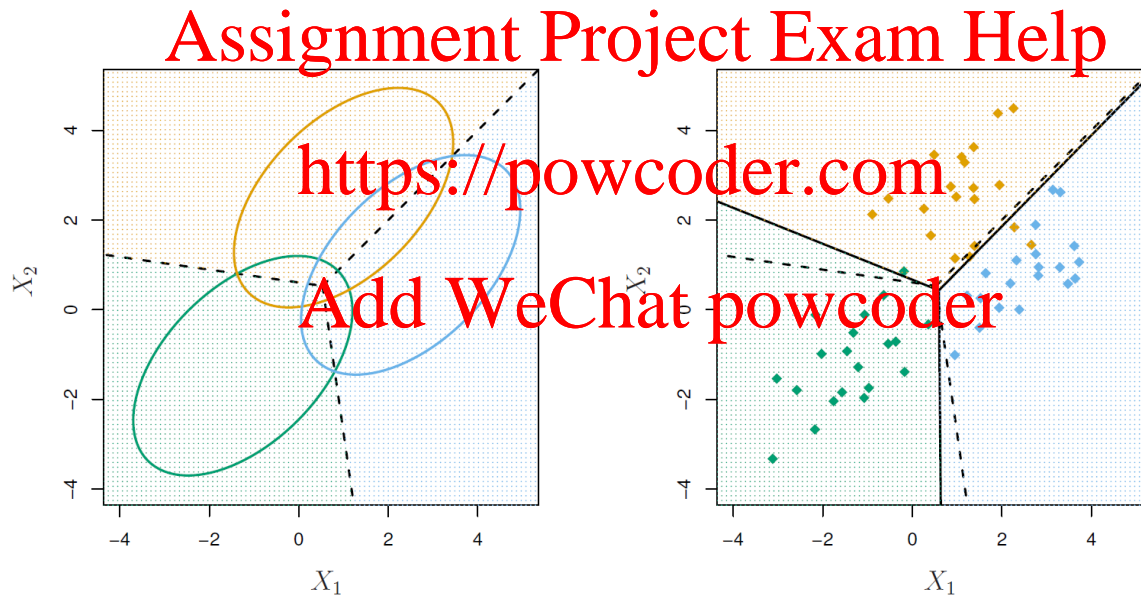 Assignment Project Exam Help
https://powcoder.com
Add WeChat powcoder
4
2
0
−2
−4
X2
−4 −2 0 2 4
X1
4
2
0
−2
−4
X2
−4 −2 0 2 4
X1